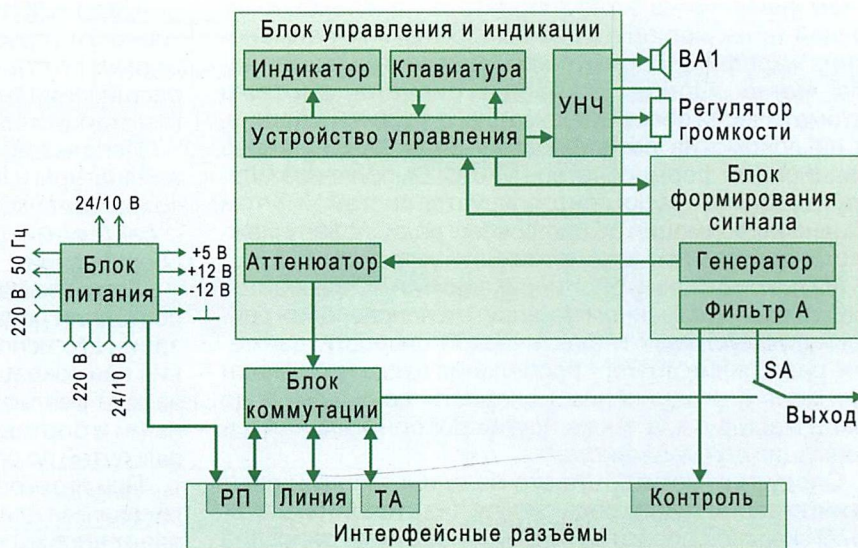 Блок управления и индикации
Индикатор
Клавиатура
УНЧ
Устройство управления
ВА1
Регулятор
громкости
Блок
формирования
сигнала
Генератор
Фильтр А
Аттенюатор
24/10 В
220 В 50 Гц
Блок
питания
+5 В
+12 В
-12 В
220 В
24/10 В
Блок
коммутации
SA
Выход
РП
Линия
ТА
Контроль
Интерфейсные разъёмы